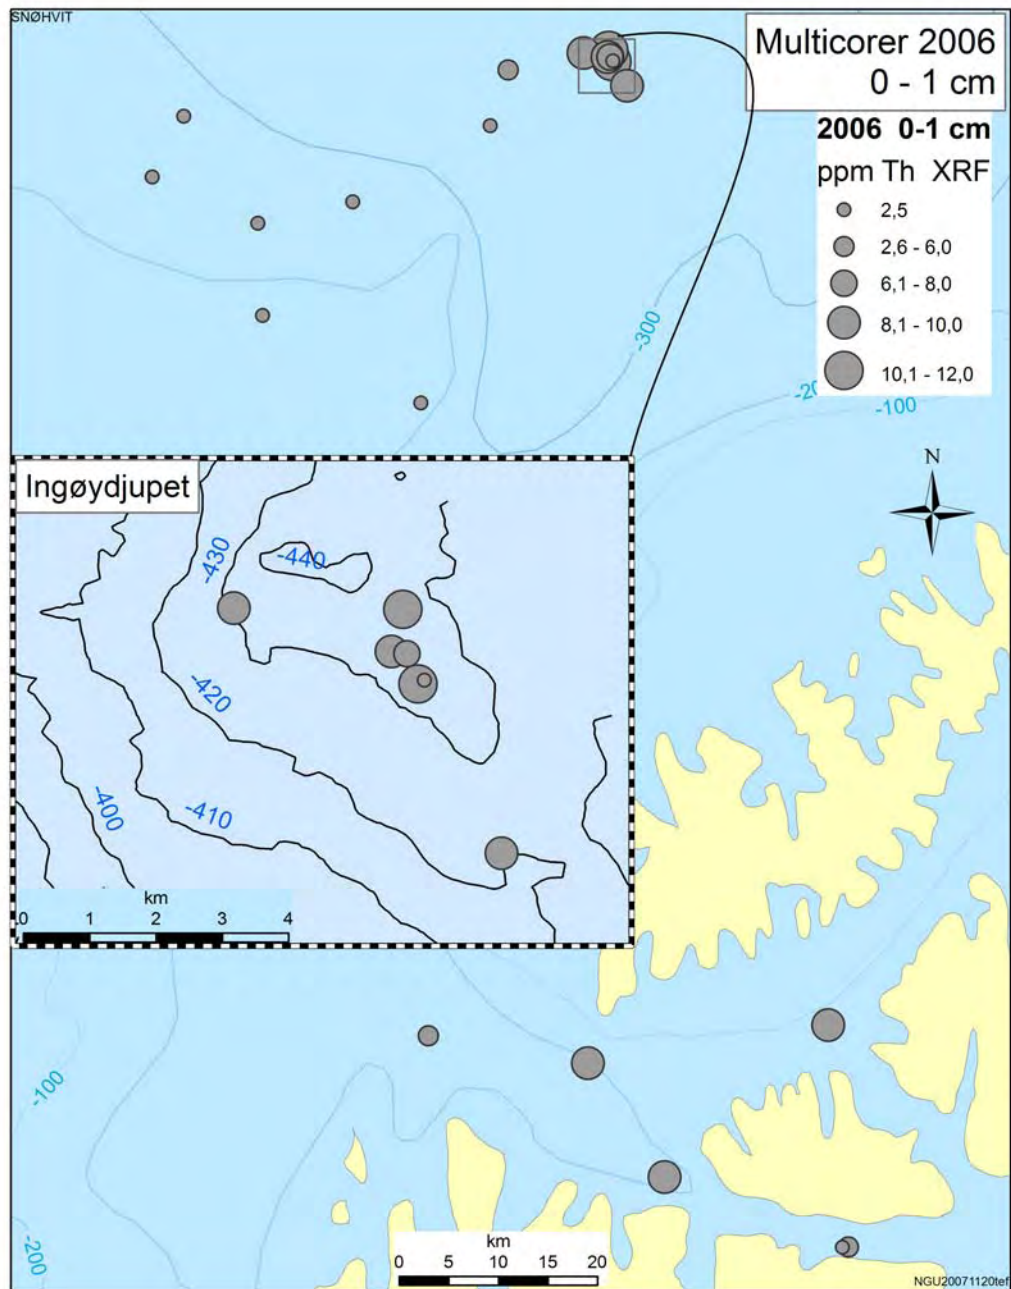 SNØHVIT
Multicorer 2006
0 - 1 cm
2006 0-1 cm
ppm Th XRF
2,5
2,6 - 6,0
6,1 - 8,0
8,1 - 10,0
10,1 - 12,0
-300
-100
N
Ingøydjupet
-430
-440
-420
-400
-410
km
0 1 2 3 4
-100
-200
km
0 5 10 15 20
NGU20071120tef